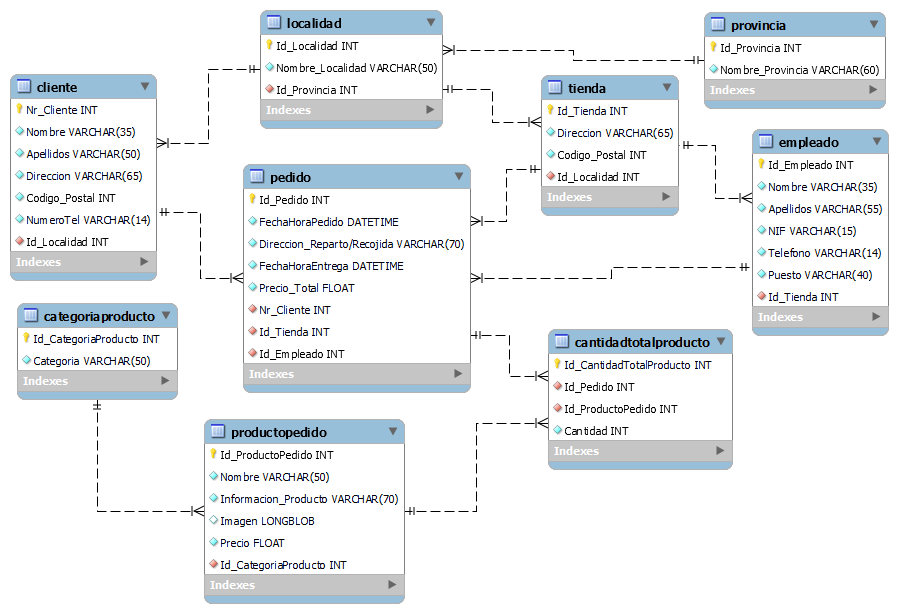 localidad
Id_Localidad INT
Nombre_Localidad VARCHAR(50)
Id_Provincia INT
Indexes
provincia
Id_Provincia INT
Nombre_Provincia VARCHAR(60)
Indexes
cliente
Nr_Cliente INT
Nombre VARCHAR(35)
Apellidos VARCHAR(50)
Direccion VARCHAR(65)
Codigo_Postal INT
NumeroTel VARCHAR(14)
Id_Localidad INT
Indexes
tienda
Id_Tienda INT
Direccion VARCHAR(65)
Codigo_Postal INT
Id_Localidad INT
Indexes
empleado
Id_Empleado INT
Nombre VARCHAR(35)
Apellidos VARCHAR(55)
NIF VARCHAR(15)
Telefono VARCHAR(14)
Puesto VARCHAR(40)
Id_Tienda INT
Indexes
pedido
Id_Pedido INT
FechaHoraPedido DATETIME
Direccion_Reparto/Recojida VARCHAR(70)
FechaHoraEntrega DATETIME
Precio_Total FLOAT
Nr_Cliente INT
Id_Tienda INT
Id_Empleado INT
Indexes
categoriaproducto
Id_CategoriaProducto INT
Categoria VARCHAR(50)
Indexes
cantidadtotalproducto
Id_CantidadTotalProducto INT
Id_Pedido INT
Id_ProductoPedido INT
Cantidad INT
Indexes
productopedido
Id_ProductoPedido INT
Nombre VARCHAR(50)
Informacion_Producto VARCHAR(70)
Imagen LONGBLOB
Precio FLOAT
Id_CategoriaProducto INT
Indexes